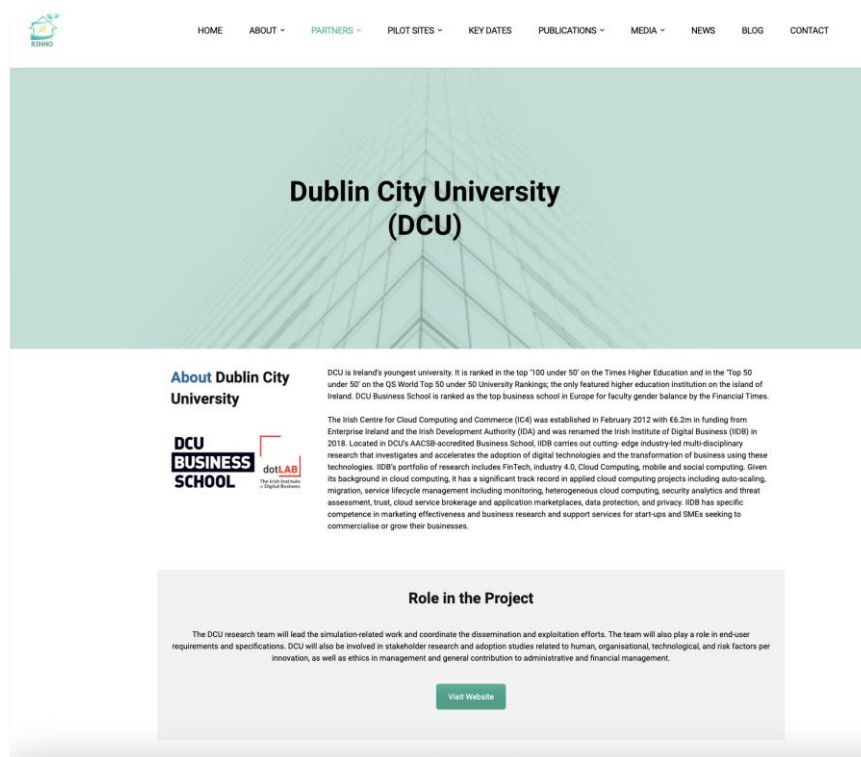 RINNO
HOME ABOUT PARTNERS PILOT SITES KEY DATES PUBLICATIONS MEDIA NEWS BLOG CONTACT
Dublin City University
(DCU)
About Dublin City
University
DCU
BUSINESS
SCHOOL
dotLAB
The Irish Institute
of Digital Business
DCU is Ireland's youngest university. It is ranked in the top '100 under 50' on the Times Higher Education and in the 'Top 50
under 50' on the QS World Top 50 under 50 University Rankings; the only featured higher education institution on the island of
Ireland. DCU Business School is ranked as the top business school in Europe for faculty gender balance by the Financial Times.
The Irish Centre for Cloud Computing and Commerce (IC4) was established in February 2012 with €6.2m in funding from
Enterprise Ireland and the Irish Development Authority (IDA) and was renamed the Irish Institute of Digital Business (IIDB) in
2018. Located in DCU's AACSB-accredited Business School, IIDB carries out cutting- edge industry-led multi-disciplinary
research that investigates and accelerates the adoption of digital technologies and the transformation of business using these
technologies. IIDB's portfolio of research includes FinTech, industry 4.0, Cloud Computing, mobile and social computing. Given
its background in cloud computing, it has a significant track record in applied cloud computing projects including auto-scaling,
migration, service lifecycle management including monitoring, heterogeneous cloud computing, security analytics and threat
assessment, trust, cloud service brokerage and application marketplaces, data protection, and privacy. IIDB has specific
competence in marketing effectiveness and business research and support services for start-ups and SMEs seeking to
commercialise or grow their businesses.
Role in the Project
The DCU research team will lead the simulation-related work and coordinate the dissemination and exploitation efforts. The team will also play a role in end-user
requirements and specifications. DCU will also be involved in stakeholder research and adoption studies related to human, organisational, technological, and risk factors per
innovation, as well as ethics in management and general contribution to administrative and financial management.
Visit Website